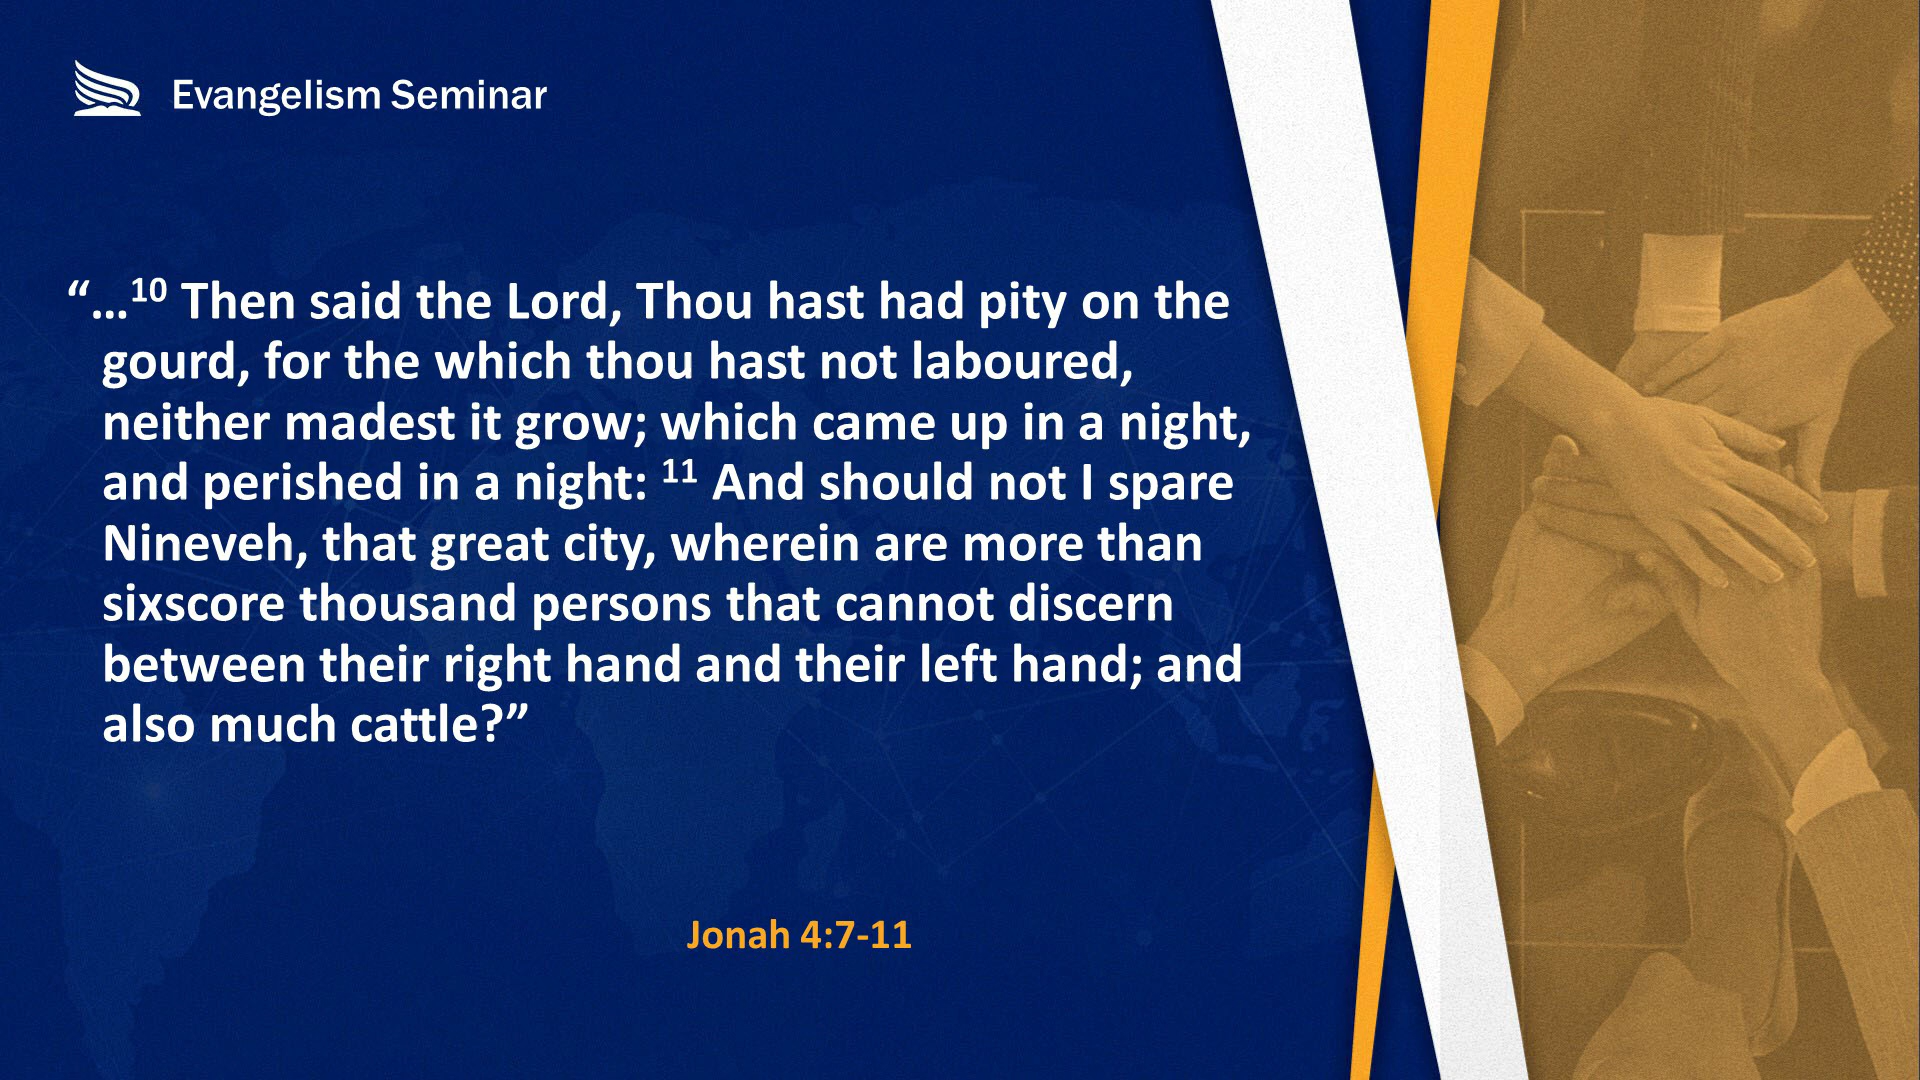 Evangelism Seminar
“…10 Then said the Lord, Thou hast had pity on the
gourd, for the which thou hast not laboured,
neither madest it grow; which came up in a night,
and perished in a night: 11 And should not I spare
Nineveh, that great city, wherein are more than
sixscore thousand persons that cannot discern
between their right hand and their left hand; and
also much cattle?”
Jonah 4:7-11